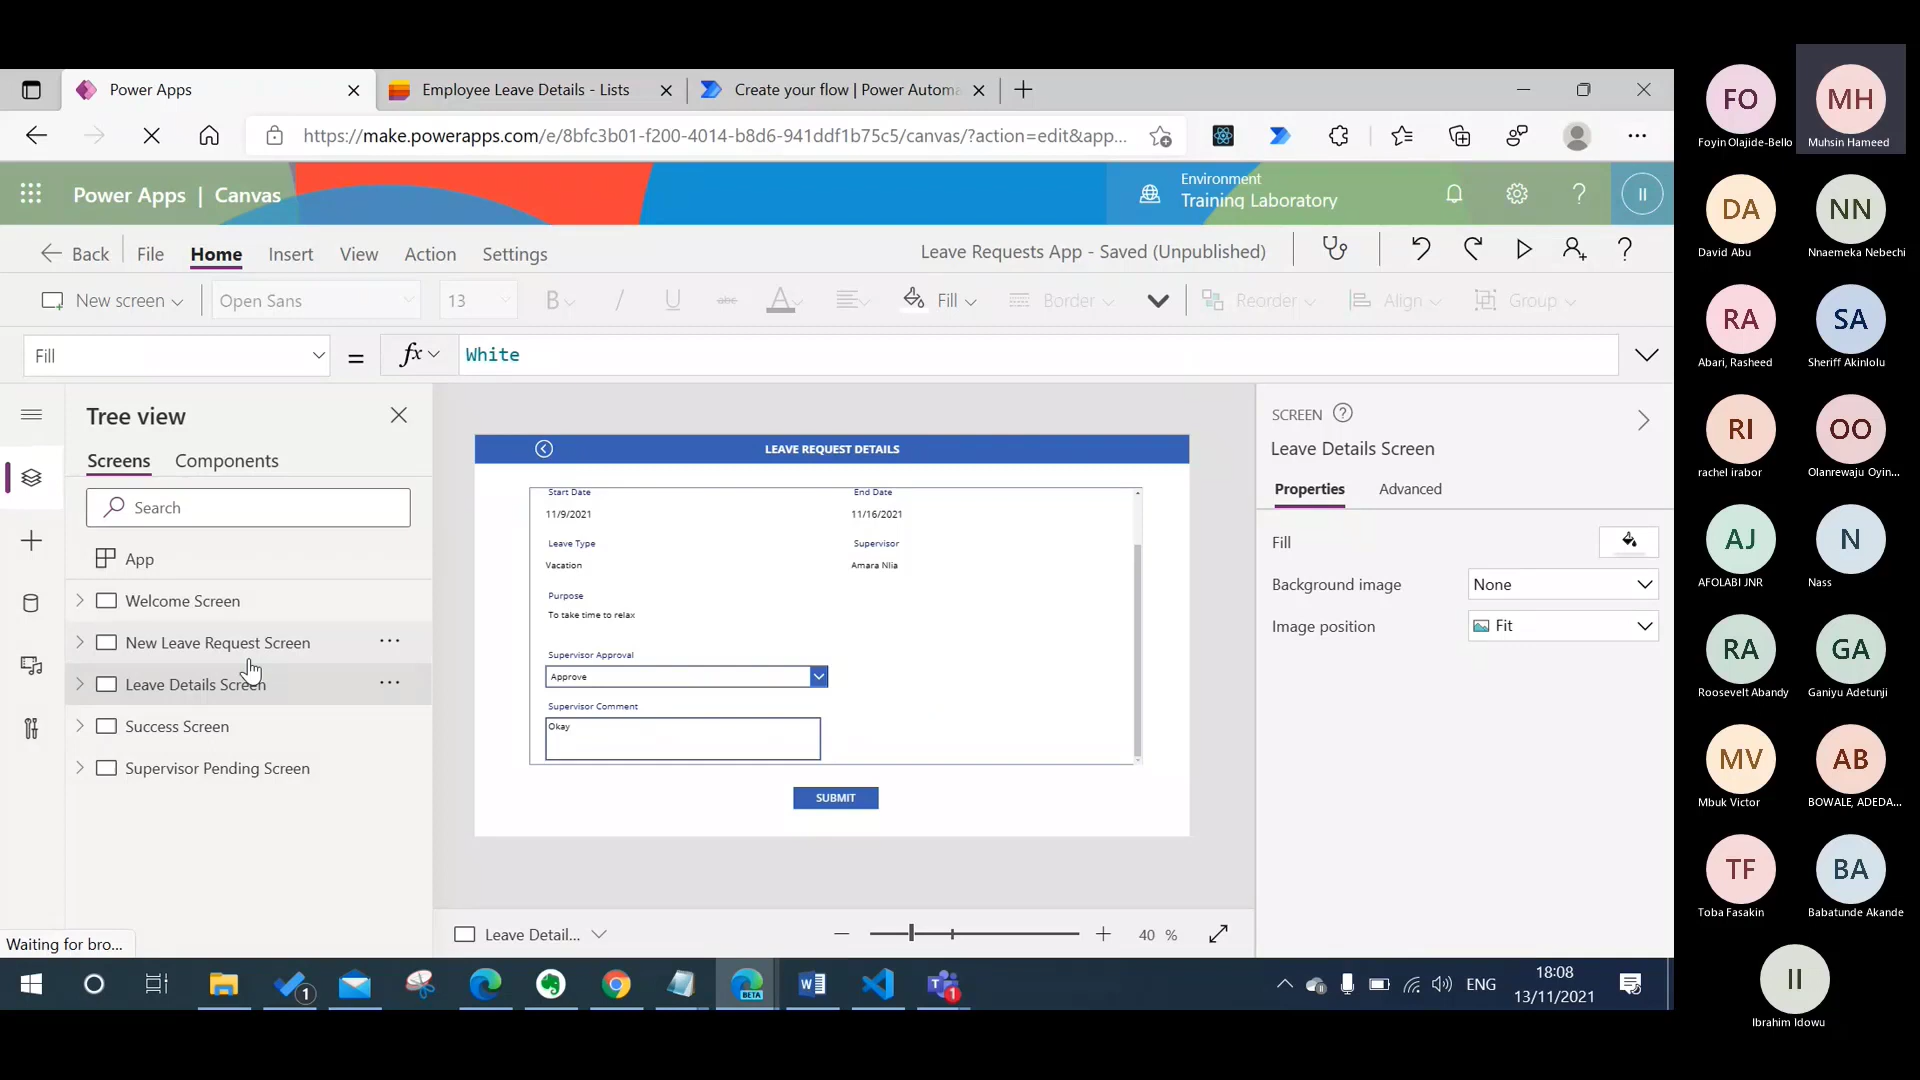 Power Apps
Employee Leave Details - Lists
Create your flow | Power Automa
https://make.powerapps.com/e/8bfc3b01-f200-4014-b8d6-941ddf1b75c5/canvas/?action=edit&app...
Power Apps | Canvas
Environment
Training Laboratory
II
Back
File
Home
Insert
View
Action
Settings
Leave Requests App - Saved (Unpublished)
?
New screen
Open Sans
13
B
/
U
abc
A
Fill
Border
Reorder
Align
Group
Fill
=
fx
White
Tree view
Screens
Components
Search
App
Welcome Screen
New Leave Request Screen
Leave Details Screen
Success Screen
Supervisor Pending Screen
LEAVE REQUEST DETAILS
Start Date
End Date
11/9/2021
11/16/2021
Leave Type
Supervisor
Vacation
Amara Nlia
Purpose
To take time to relax
Supervisor Approval
Approve
Supervisor Comment
Okay
SUBMIT
SCREEN
Leave Details Screen
Properties
Advanced
Fill
Background image
None
Image position
Fit
Leave Detail...
40 %
Waiting for bro...
1
BETA
1
ENG
18:08
13/11/2021
FO
Foyin Olajide-Bello
MH
Muhsin Hameed
DA
David Abu
NN
Nnaemeka Nebechi
RA
Abari, Rasheed
SA
Sheriff Akinlolu
RI
rachel irabor
OO
Olanrewaju Oyin...
AJ
AFOLABI JNR
N
Nass
RA
Roosevelt Abandy
GA
Ganiyu Adetunji
MV
Mbuk Victor
AB
BOWALE, ADEDA...
TF
Toba Fasakin
BA
Babatunde Akande
II
Ibrahim Idowu